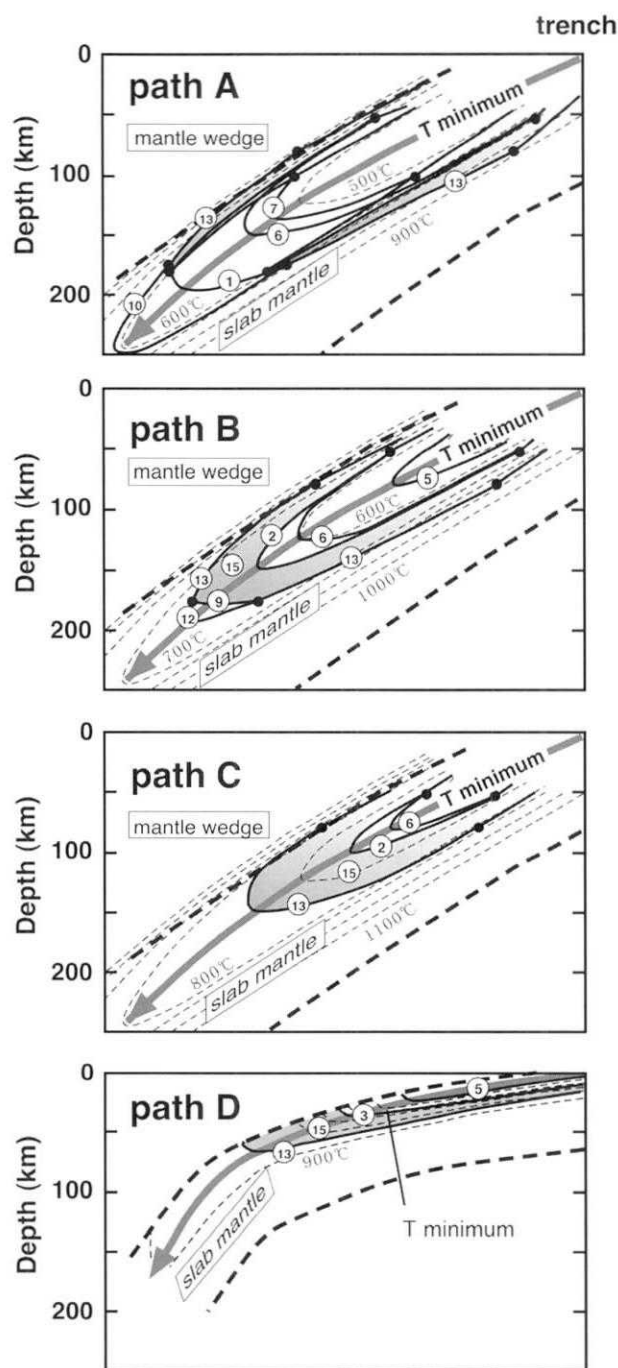 trench
0
path A
T minimum
mantle wedge
500℃
100
13
7
13
6
900℃
1
slab mantle
200
10
600℃
Depth (km)
0
path B
T minimum
mantle wedge
5
100
2
600℃
6
13
15
13
9
1000℃
12
slab mantle
200
700℃
Depth (km)
0
path C
T minimum
mantle wedge
6
2
100
15
13
1100℃
slab mantle
200
800℃
Depth (km)
0
5
path D
3
15
13
900℃
100
T minimum
slab mantle
200
Depth (km)